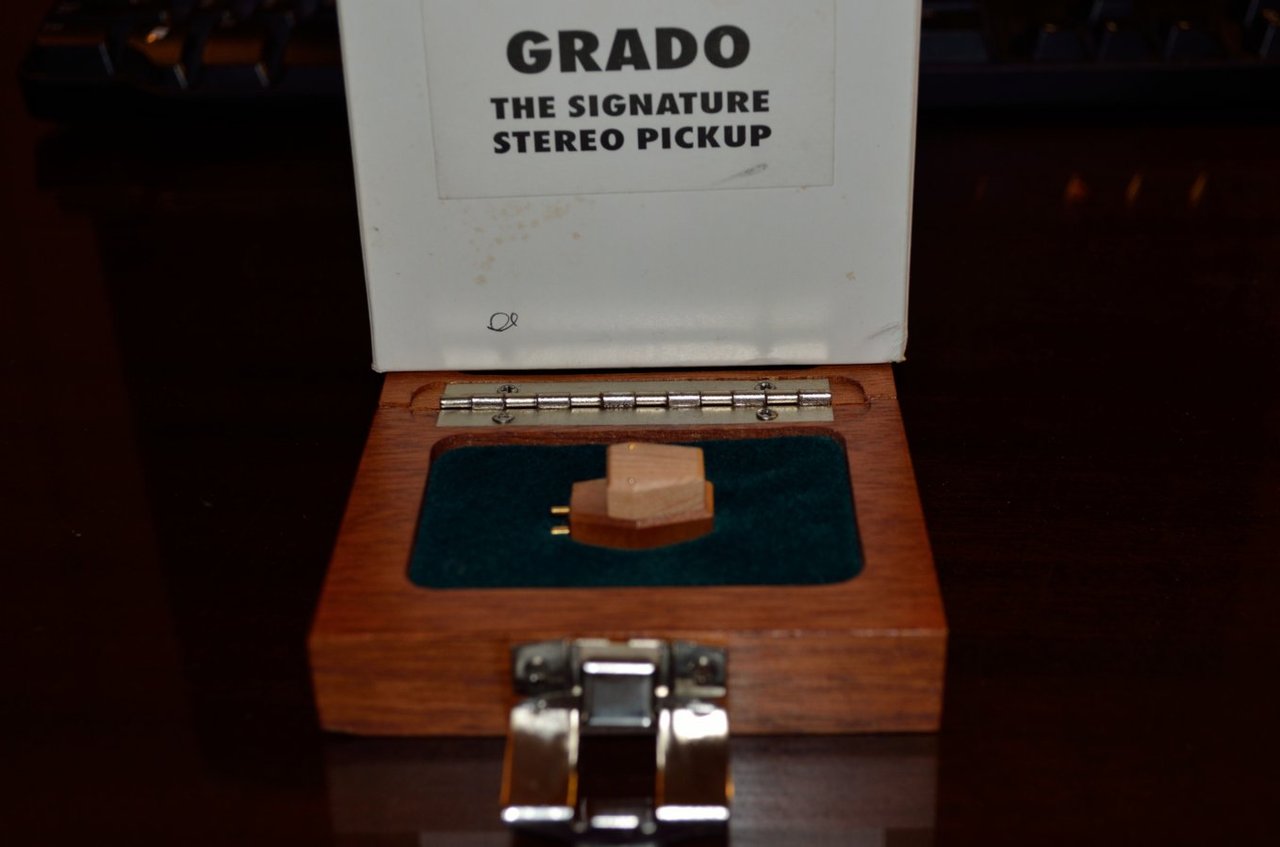 GRADO
THE SIGNATURE
STEREO PICKUP